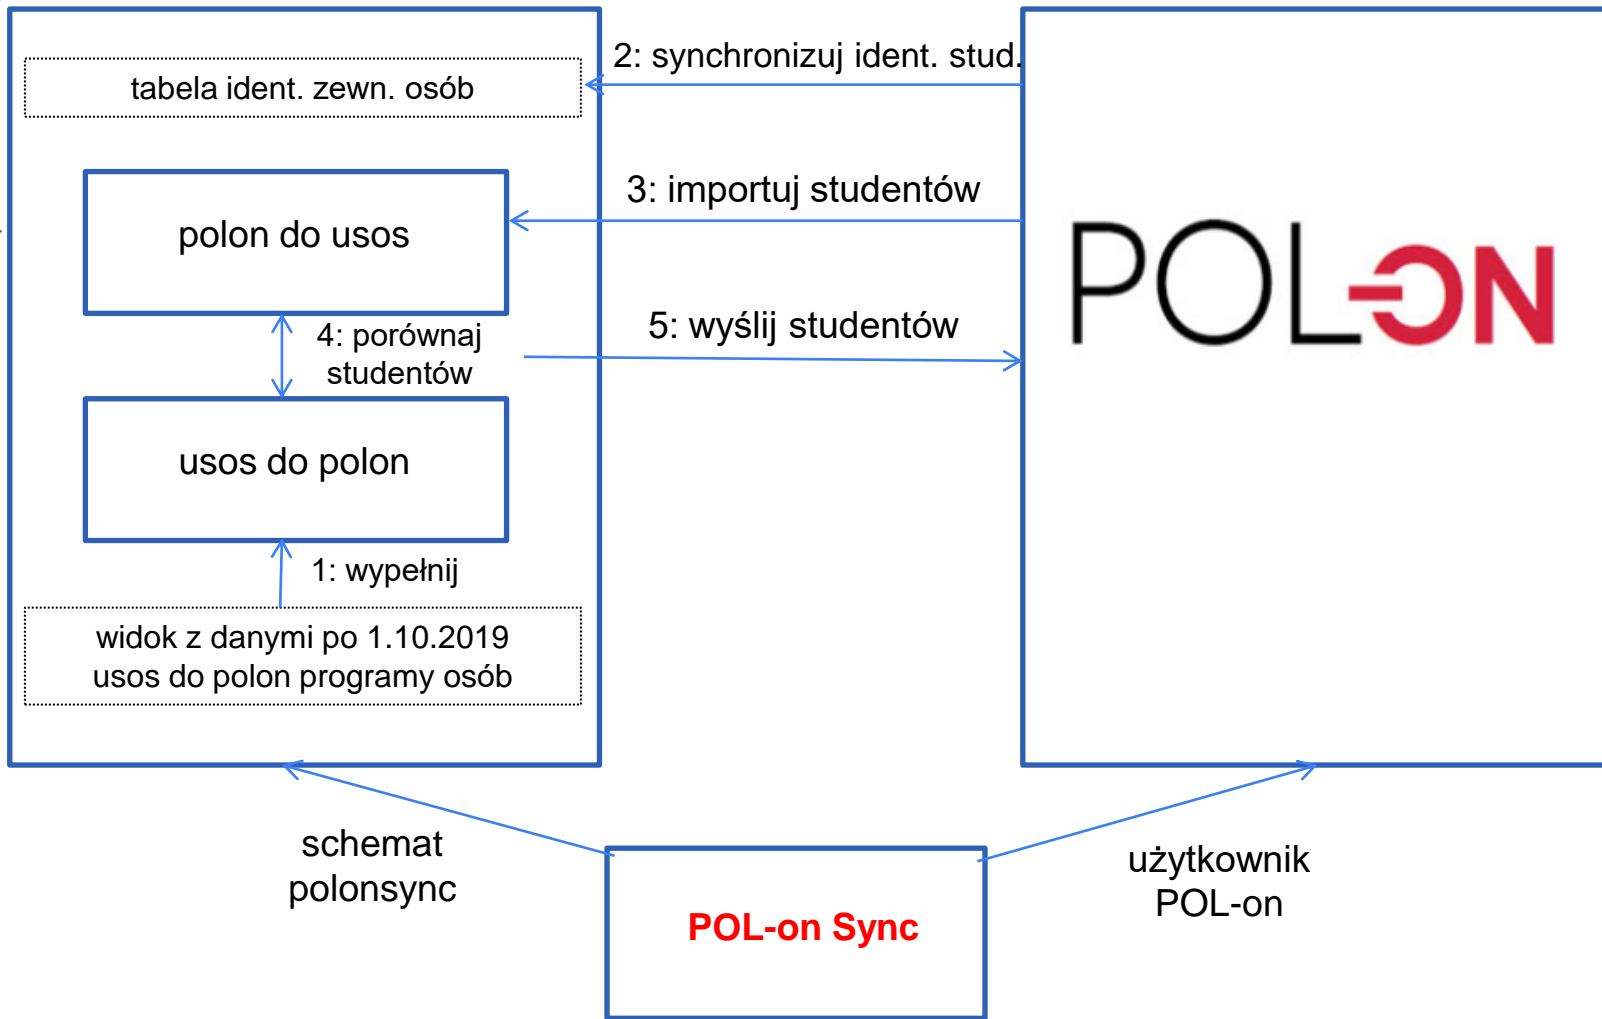 2: synchronizuj ident. stud.
tabela ident. zewn. osób
3: importuj studentów
polon do usos
POL-ON
5: wyślij studentów
4: porównaj
studentów
usos do polon
1: wypełnij
widok z danymi po 1.10.2019
usos do polon programy osób
schemat
polonsync
użytkownik
POL-on
POL-on Sync